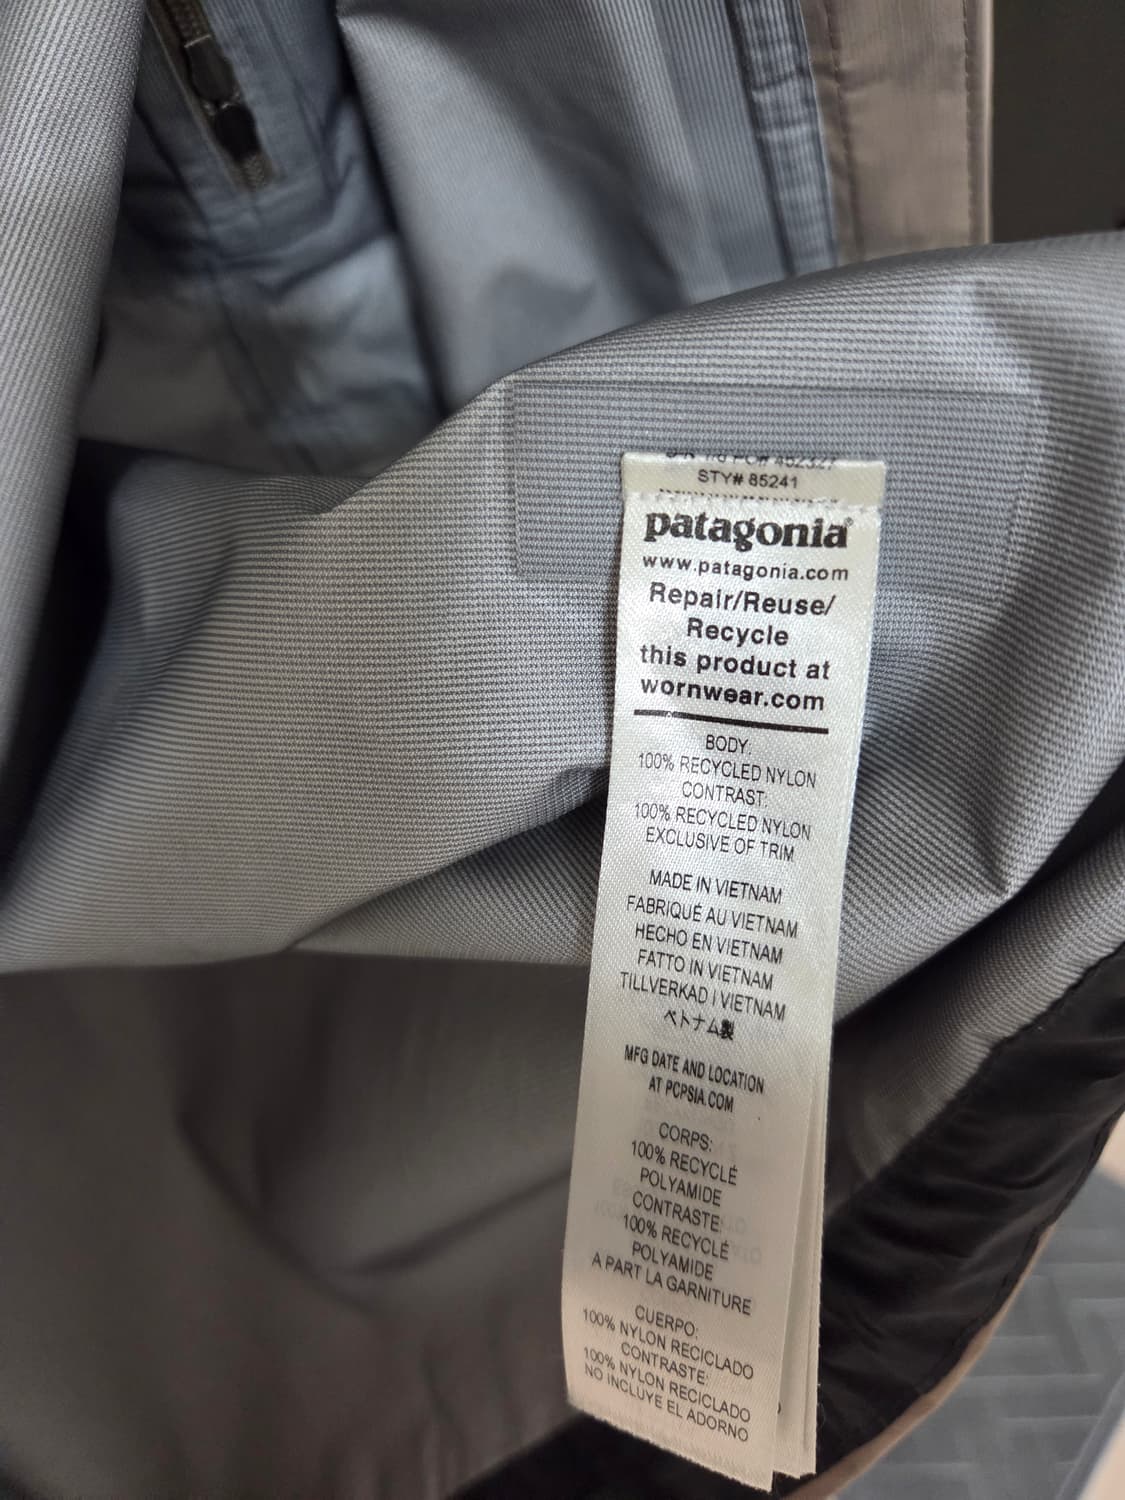 STY# 85241
patagonia®
www.patagonia.com
Repair/Reuse/
Recycle
this product at
wornwear.com
BODY:
100% RECYCLED NYLON
CONTRAST:
100% RECYCLED NYLON
EXCLUSIVE OF TRIM
MADE IN VIETNAM
FABRIQUÉ AU VIETNAM
HECHO EN VIETNAM
FATTO IN VIETNAM
TILLVERKAD I VIETNAM
ベトナム製
MFG DATE AND LOCATION
AT PCPSIA.COM
CORPS:
100% RECYCLÉ
POLYAMIDE
CONTRASTE:
100% RECYCLÉ
POLYAMIDE
A PART LA GARNITURE
CUERPO:
100% NYLON RECICLADO
CONTRASTE:
100% NYLON RECICLADO
NO INCLUYE EL ADORNO